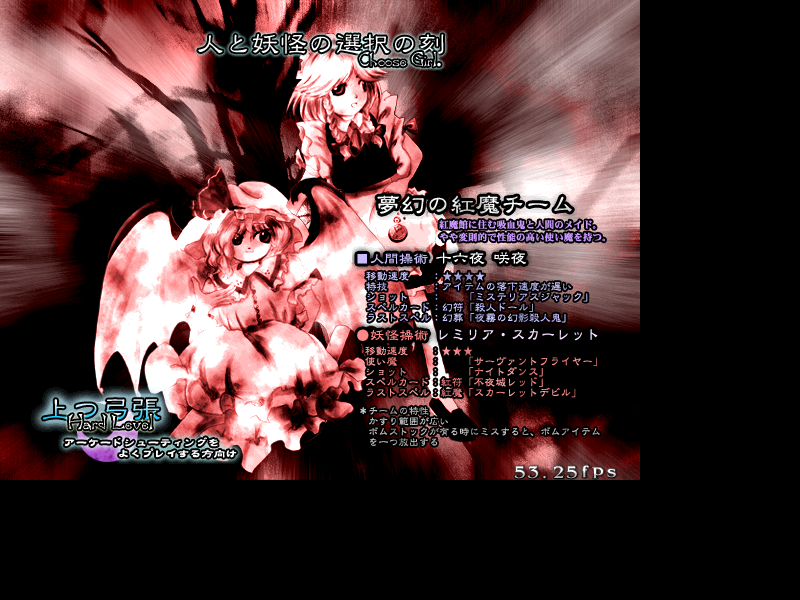 人と妖怪の選択の刻
Choose Girl.
夢幻の紅魔チーム
紅魔館に住む吸血鬼と人間のメイド。
やや変則的で性能の高い使い魔を持つ。
■人間操術 十六夜 咲夜
移動速度 ：★★★★
特技 ：アイテムの落下速度が遅い
ショット ： 「ミステリアスジャック」
スペルカード：幻符「殺人ドール」
ラストスペル：幻葬「夜霧の幻影殺人鬼」
●妖怪操術 レミリア・スカーレット
移動速度 ：★★★
使い魔 ： 「サーヴァントフライヤー」
ショット ： 「ナイトダンス」
スペルカード：紅符「不夜城レッド」
ラストスペル：紅魔「スカーレットデビル」
＊チームの特性
かすり範囲が広い
ボムストックが有る時にミスすると、ボムアイテム
を一つ放出する
上つ弓張
Hard Level
アーケードシューティングを
よくプレイする方向け
53.25fps